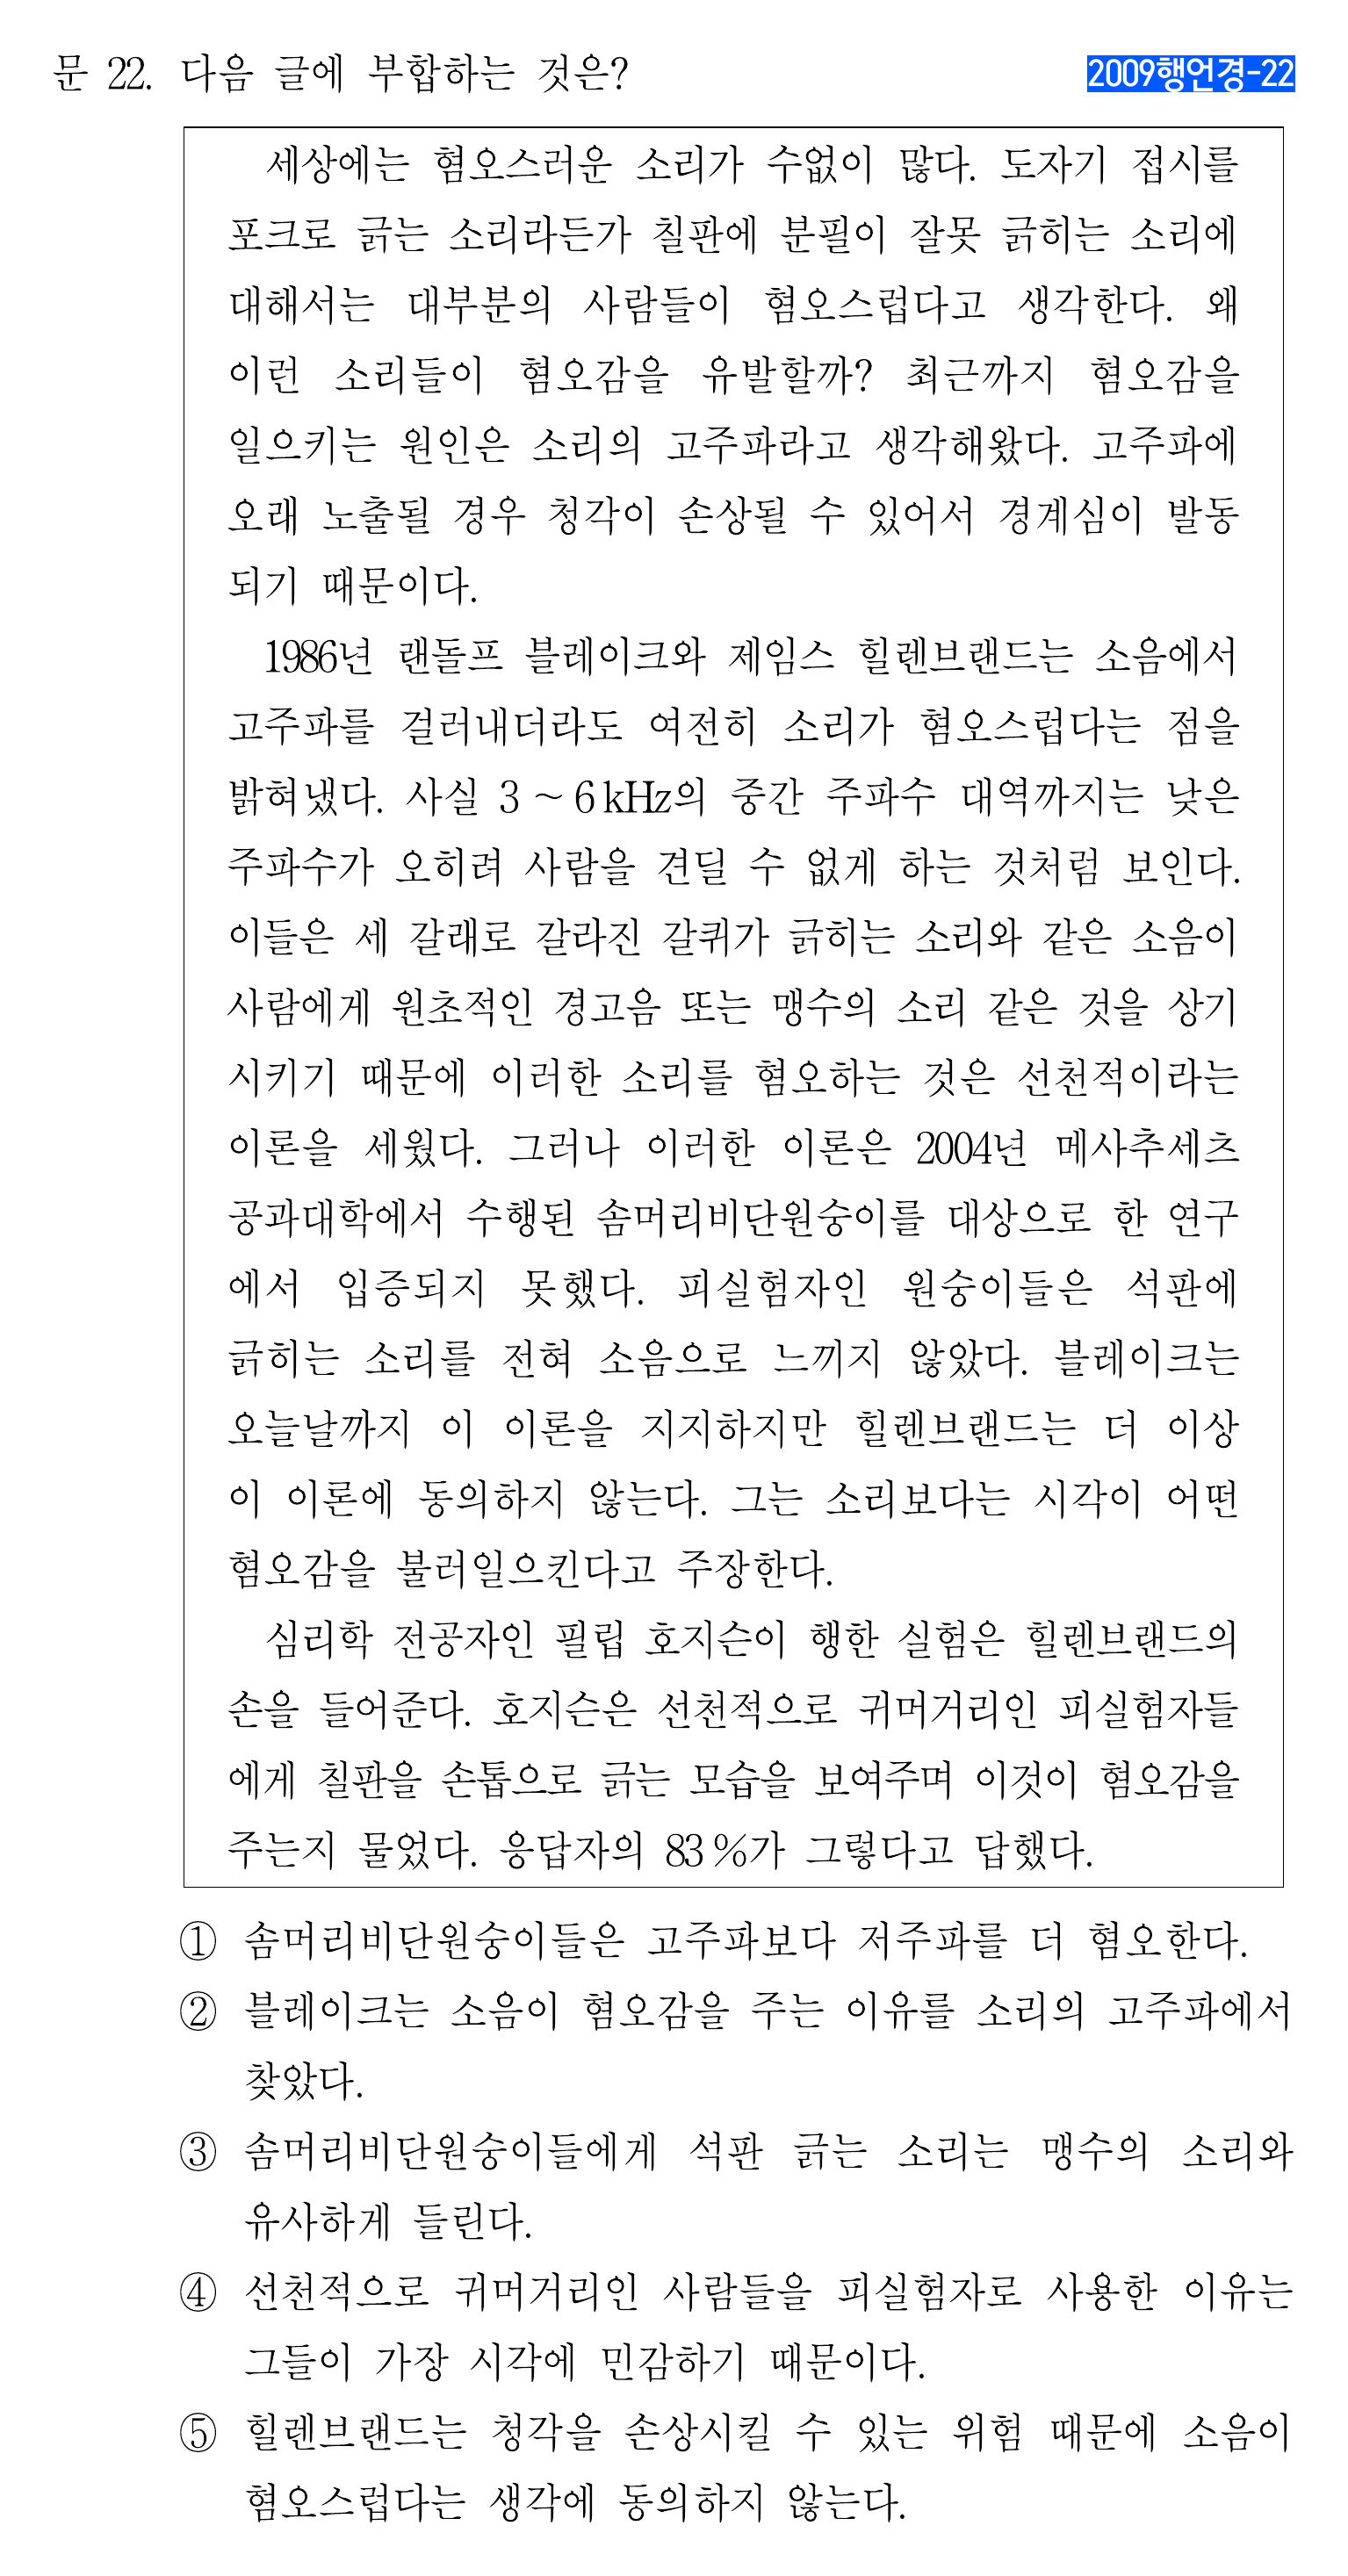 문 22. 다음 글에 부합하는 것은?
2009행언경-22
세상에는 혐오스러운 소리가 수없이 많다. 도자기 접시를
포크로 긁는 소리라든가 칠판에 분필이 잘못 긁히는 소리에
대해서는 대부분의 사람들이 혐오스럽다고 생각한다. 왜
이런 소리들이 혐오감을 유발할까? 최근까지 혐오감을
일으키는 원인은 소리의 고주파라고 생각해왔다. 고주파에
오래 노출될 경우 청각이 손상될 수 있어서 경계심이 발동
되기 때문이다.
1986년 랜돌프 블레이크와 제임스 힐렌브랜드는 소음에서
고주파를 걸러내더라도 여전히 소리가 혐오스럽다는 점을
밝혀냈다. 사실 3 ~ 6 kHz의 중간 주파수 대역까지는 낮은
주파수가 오히려 사람을 견딜 수 없게 하는 것처럼 보인다.
이들은 세 갈래로 갈라진 갈퀴가 긁히는 소리와 같은 소음이
사람에게 원초적인 경고음 또는 맹수의 소리 같은 것을 상기
시키기 때문에 이러한 소리를 혐오하는 것은 선천적이라는
이론을 세웠다. 그러나 이러한 이론은 2004년 메사추세츠
공과대학에서 수행된 솜머리비단원숭이를 대상으로 한 연구
에서 입증되지 못했다. 피실험자인 원숭이들은 석판에
긁히는 소리를 전혀 소음으로 느끼지 않았다. 블레이크는
오늘날까지 이 이론을 지지하지만 힐렌브랜드는 더 이상
이 이론에 동의하지 않는다. 그는 소리보다는 시각이 어떤
혐오감을 불러일으킨다고 주장한다.
심리학 전공자인 필립 호지슨이 행한 실험은 힐렌브랜드의
손을 들어준다. 호지슨은 선천적으로 귀머거리인 피실험자들
에게 칠판을 손톱으로 긁는 모습을 보여주며 이것이 혐오감을
주는지 물었다. 응답자의 83 %가 그렇다고 답했다.
① 솜머리비단원숭이들은 고주파보다 저주파를 더 혐오한다.
② 블레이크는 소음이 혐오감을 주는 이유를 소리의 고주파에서
찾았다.
③ 솜머리비단원숭이들에게 석판 긁는 소리는 맹수의 소리와
유사하게 들린다.
④ 선천적으로 귀머거리인 사람들을 피실험자로 사용한 이유는
그들이 가장 시각에 민감하기 때문이다.
⑤ 힐렌브랜드는 청각을 손상시킬 수 있는 위험 때문에 소음이
혐오스럽다는 생각에 동의하지 않는다.